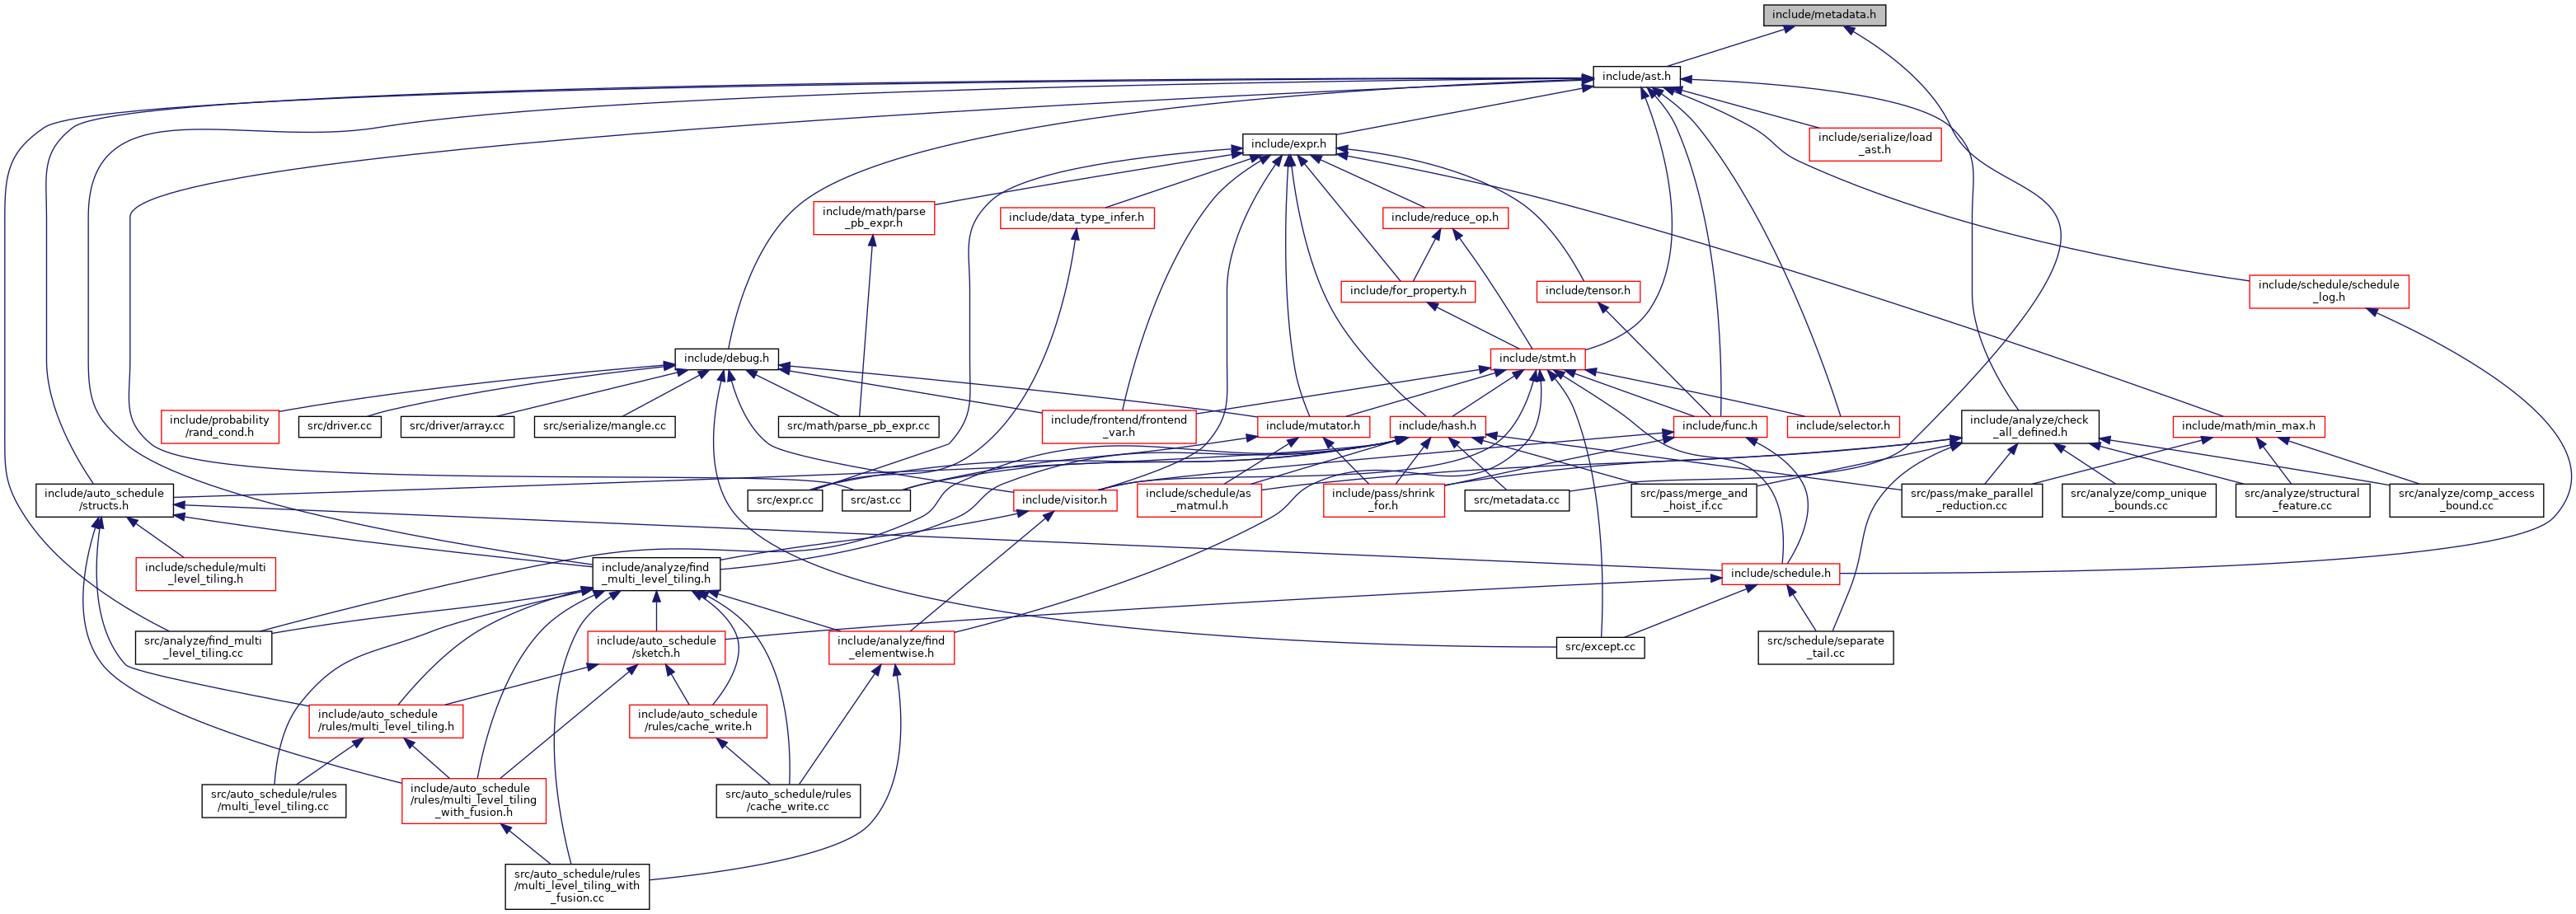 include/metadata.h
include/ast.h
include/serialize/load
_ast.h
include/expr.h
include/math/parse
_pb_expr.h
include/data_type_infer.h
include/reduce_op.h
include/for_property.h
include/tensor.h
include/schedule/schedule
_log.h
include/debug.h
include/stmt.h
include/probability
/rand_cond.h
src/driver.cc
src/driver/array.cc
src/serialize/mangle.cc
src/math/parse_pb_expr.cc
include/frontend/frontend
_var.h
include/mutator.h
include/hash.h
include/func.h
include/selector.h
include/analyze/check
_all_defined.h
include/math/min_max.h
include/auto_schedule
/structs.h
src/expr.cc
src/ast.cc
include/visitor.h
include/schedule/as
_matmul.h
include/pass/shrink
_for.h
src/metadata.cc
src/pass/merge_and
_hoist_if.cc
src/pass/make_parallel
_reduction.cc
src/analyze/comp_unique
_bounds.cc
src/analyze/structural
_feature.cc
src/analyze/comp_access
_bound.cc
include/schedule/multi
_level_tiling.h
include/analyze/find
_multi_level_tiling.h
include/schedule.h
src/analyze/find_multi
_level_tiling.cc
include/auto_schedule
/sketch.h
include/analyze/find
_elementwise.h
src/except.cc
src/schedule/separate
_tail.cc
include/auto_schedule
/rules/multi_level_tiling.h
include/auto_schedule
/rules/cache_write.h
src/auto_schedule/rules
/multi_level_tiling.cc
include/auto_schedule
/rules/multi_level_tiling
_with_fusion.h
src/auto_schedule/rules
/cache_write.cc
src/auto_schedule/rules
/multi_level_tiling_with
_fusion.cc